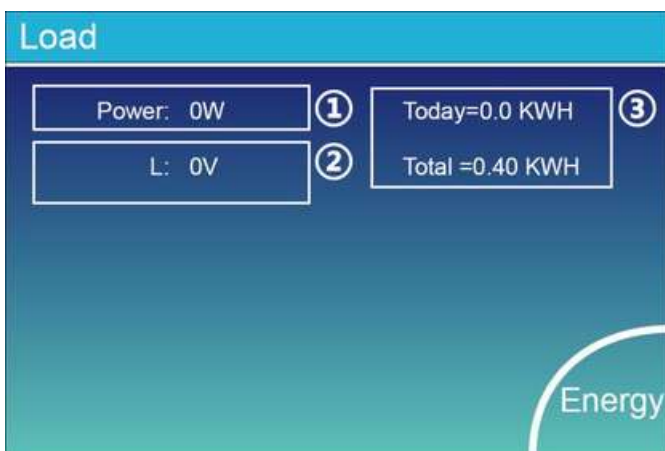 Load
Power: 0W
①
L: 0V
②
Today=0.0 KWH
③
Total =0.40 KWH
Energy